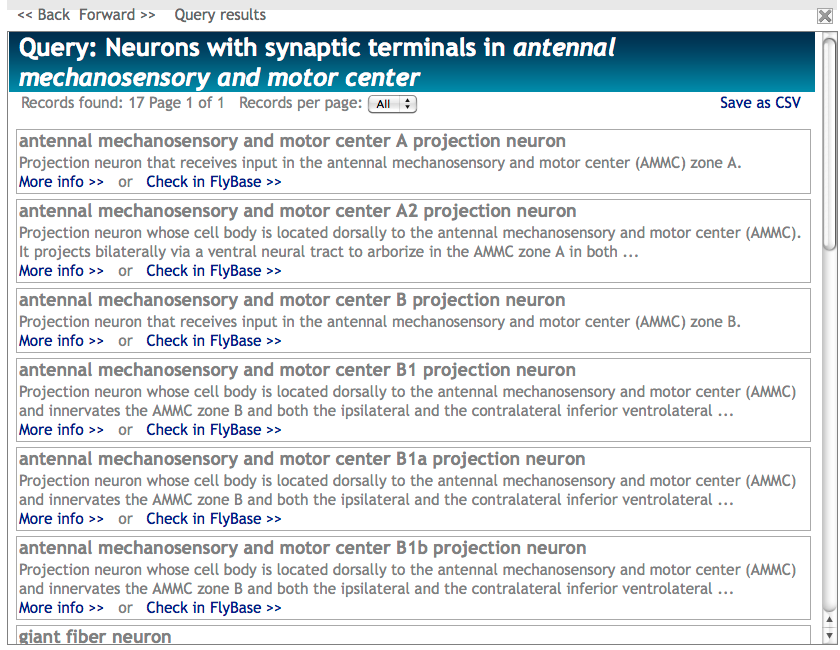 << Back Forward >> Query results
Query: Neurons with synaptic terminals in antennal
mechanosensory and motor center
Records found: 17 Page 1 of 1 Records per page: All Save as CSV
antennal mechanosensory and motor center A projection neuron
Projection neuron that receives input in the antennal mechanosensory and motor center (AMMC) zone A.
More info >> or Check in FlyBase >>
antennal mechanosensory and motor center A2 projection neuron
Projection neuron whose cell body is located dorsally to the antennal mechanosensory and motor center (AMMC).
It projects bilaterally via a ventral neural tract to arborize in the AMMC zone A in both ...
More info >> or Check in FlyBase >>
antennal mechanosensory and motor center B projection neuron
Projection neuron that receives input in the antennal mechanosensory and motor center (AMMC) zone B.
More info >> or Check in FlyBase >>
antennal mechanosensory and motor center B1 projection neuron
Projection neuron whose cell body is located dorsally to the antennal mechanosensory and motor center (AMMC)
and innervates the AMMC zone B and both the ipsilateral and the contralateral inferior ventrolateral ...
More info >> or Check in FlyBase >>
antennal mechanosensory and motor center B1a projection neuron
Projection neuron whose cell body is located dorsally to the antennal mechanosensory and motor center (AMMC)
and innervates the AMMC zone B and both the ipsilateral and the contralateral inferior ventrolateral ...
More info >> or Check in FlyBase >>
antennal mechanosensory and motor center B1b projection neuron
Projection neuron whose cell body is located dorsally to the antennal mechanosensory and motor center (AMMC)
and innervates the AMMC zone B and both the ipsilateral and the contralateral inferior ventrolateral ...
More info >> or Check in FlyBase >>
giant fiber neuron